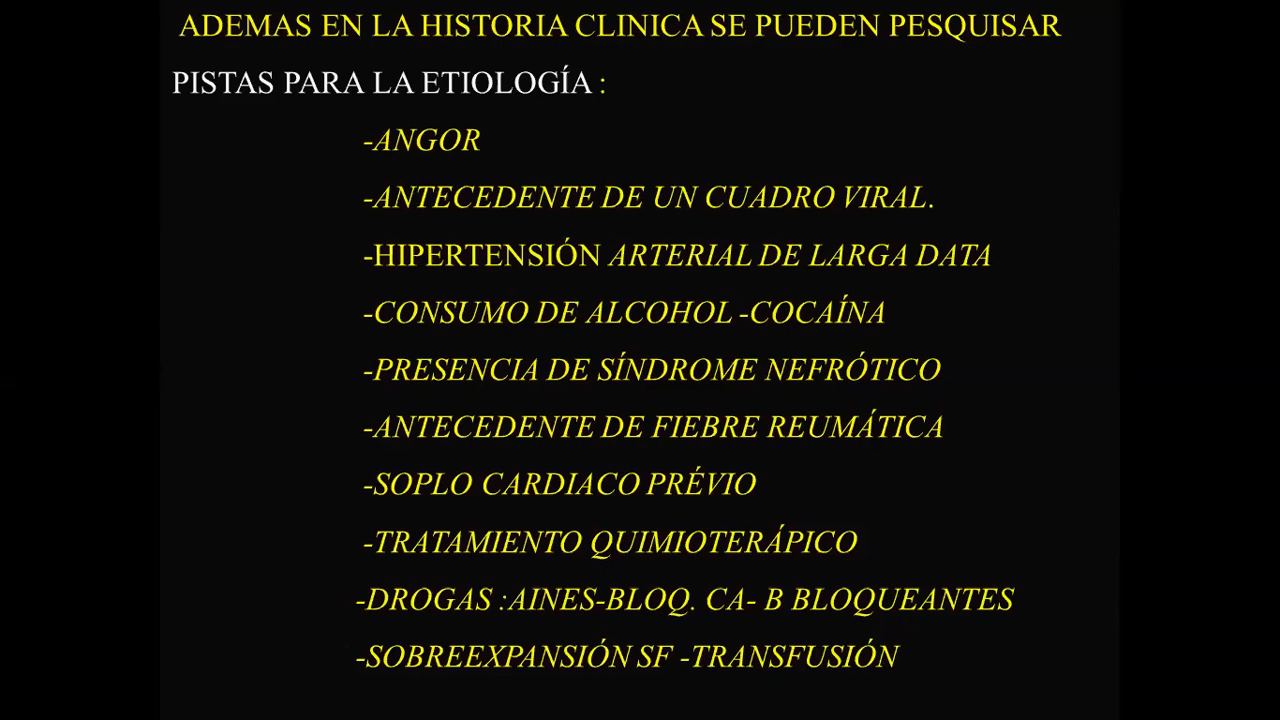 ADEMAS EN LA HISTORIA CLINICA SE PUEDEN PESQUISAR
PISTAS PARA LA ETIOLOGÍA :
-ANGOR
-ANTECEDENTE DE UN CUADRO VIRAL.
-HIPERTENSIÓN ARTERIAL DE LARGA DATA
-CONSUMO DE ALCOHOL -COCAÍNA
-PRESENCIA DE SÍNDROME NEFRÓTICO
-ANTECEDENTE DE FIEBRE REUMÁTICA
-SOPLO CARDIACO PRÉVIO
-TRATAMIENTO QUIMIOTERÁPICO
-DROGAS :AINES-BLOQ. CA- B BLOQUEANTES
-SOBREEXPANSIÓN SF -TRANSFUSIÓN